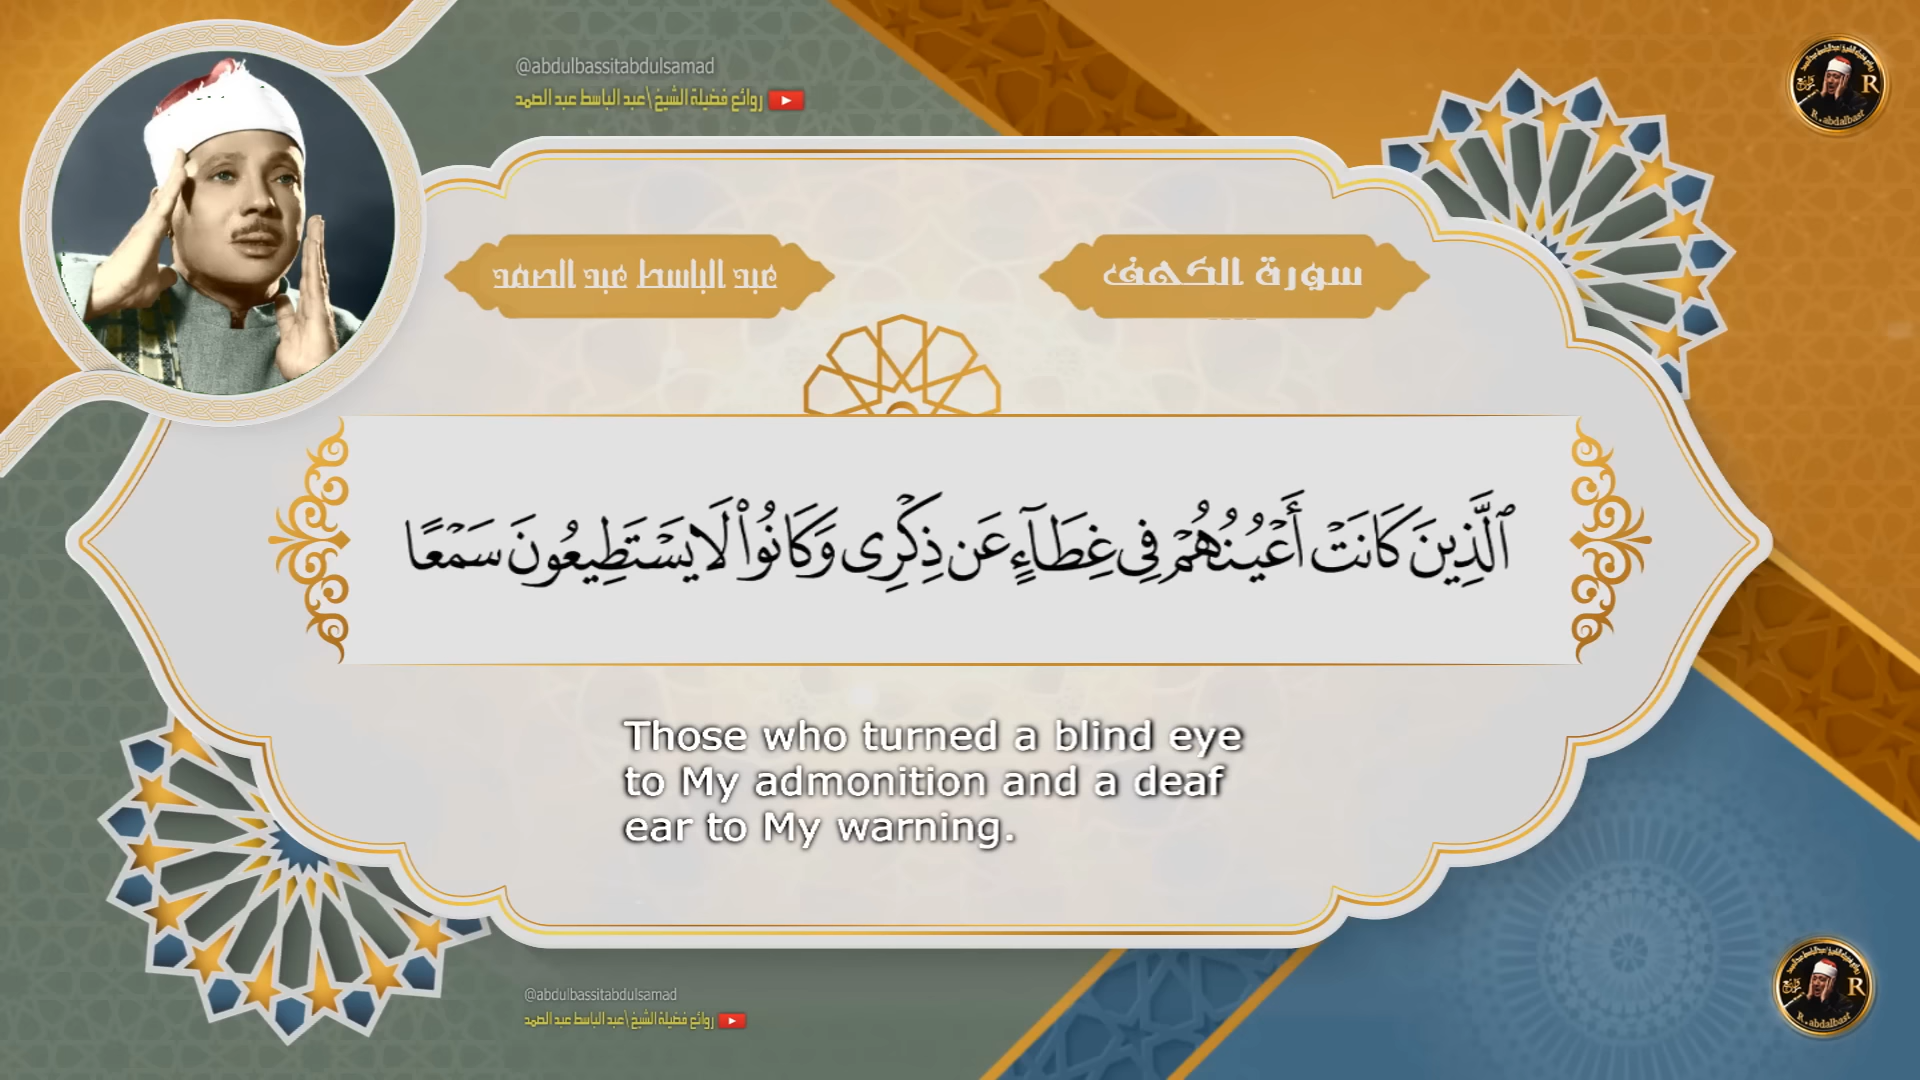 @abdulbassitabdulsamad
روائع فضيلة الشيخ \ عبد الباسط عبد الصمد
سورة الكهف
عبد الباسط عبد الصمد
ٱلَّذِينَ كَانَتْ أَعْيُنُهُمْ فِى غِطَآءٍ عَن ذِكْرِى وَكَانُوا۟ لَا يَسْتَطِيعُونَ سَمْعًا
Those who turned a blind eye
to My admonition and a deaf
ear to My warning.
@abdulbassitabdulsamad
روائع فضيلة الشيخ \ عبد الباسط عبد الصمد
R
R.abdalbast
R
R.abdalbast